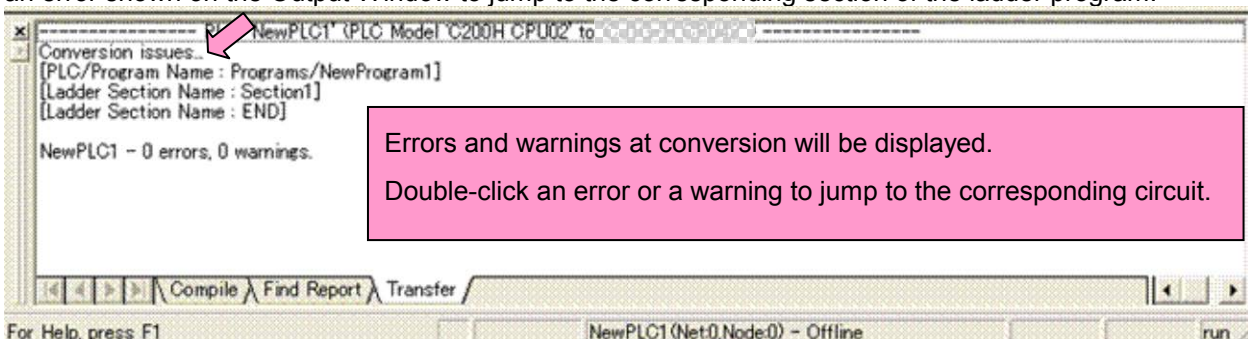 an error shown on the Output Window to jump to the corresponding section of the ladder program.
NewPLC1' (PLC Model 'C200H CPU02' to
Conversion issues...
[PLC/Program Name : Programs/NewProgram1]
[Ladder Section Name : Section1]
[Ladder Section Name : END]
NewPLC1 - 0 errors, 0 warnings.
Errors and warnings at conversion will be displayed.
Double-click an error or a warning to jump to the corresponding circuit.
Compile Find Report Transfer
For Help, press F1 NewPLC1(Net:0,Node:0) - Offline run